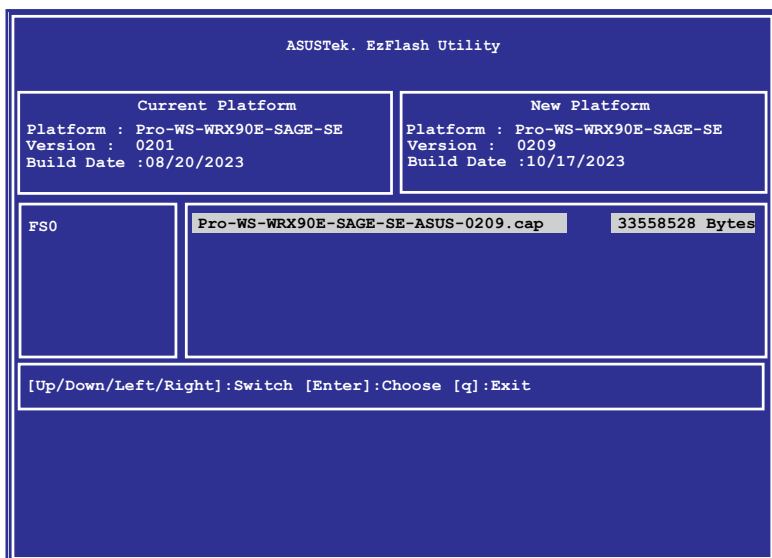 ASUSTek. EzFlash Utility
Current Platform
Platform : Pro-WS-WRX90E-SAGE-SE
Version : 0201
Build Date :08/20/2023
New Platform
Platform : Pro-WS-WRX90E-SAGE-SE
Version : 0209
Build Date :10/17/2023
FS0
Pro-WS-WRX90E-SAGE-SE-ASUS-0209.cap 33558528 Bytes
[Up/Down/Left/Right]:Switch [Enter]:Choose [q]:Exit